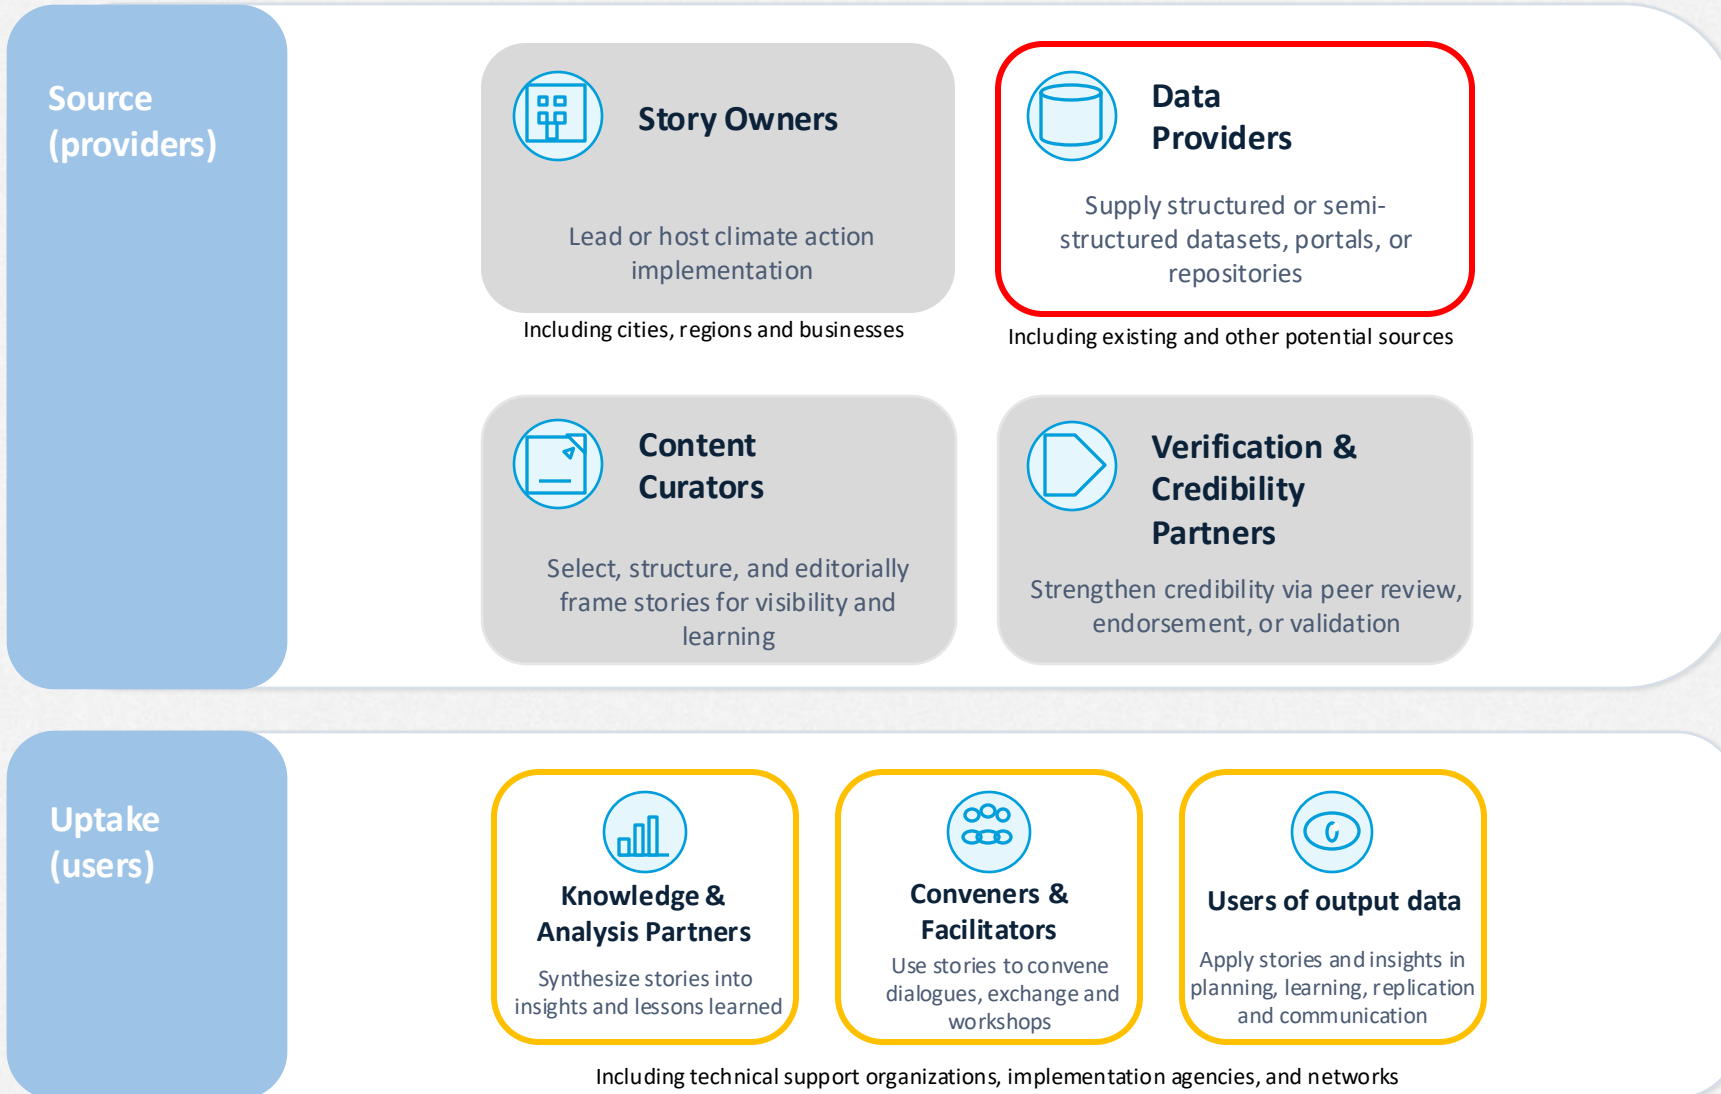 Source
(providers)
Story Owners
Lead or host climate action
implementation
Including cities, regions and businesses
Data
Providers
Supply structured or semi-
structured datasets, portals, or
repositories
Including existing and other potential sources
Content
Curators
Select, structure, and editorially
frame stories for visibility and
learning
Verification &
Credibility
Partners
Strengthen credibility via peer review,
endorsement, or validation
Uptake
(users)
Knowledge &
Analysis Partners
Synthesize stories into
insights and lessons learned
Conveners &
Facilitators
Use stories to convene
dialogues, exchange and
workshops
Users of output data
Apply stories and insights in
planning, learning, replication
and communication
Including technical support organizations, implementation agencies, and networks